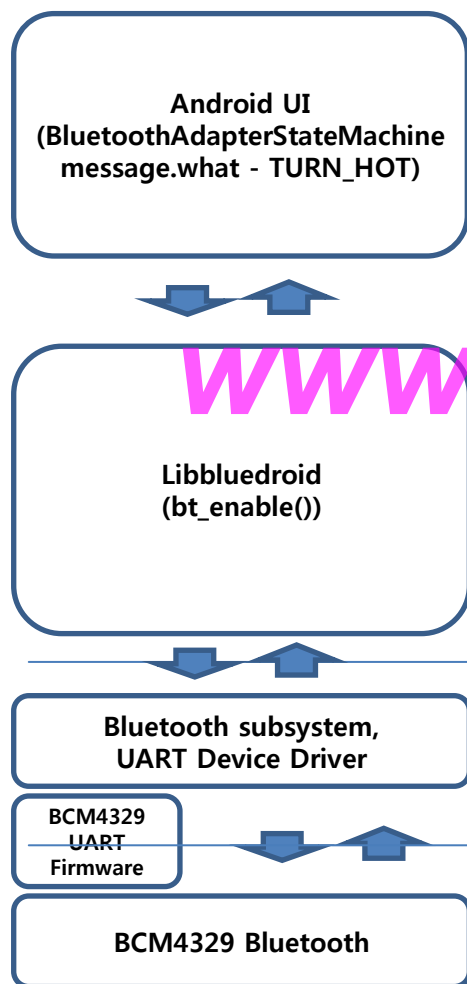 Android UI
(BluetoothAdapterStateMachine
message.what - TURN_HOT)
www
Libbluedroid
(bt_enable())
Bluetooth subsystem,
UART Device Driver
BCM4329
UART
Firmware
BCM4329 Bluetooth